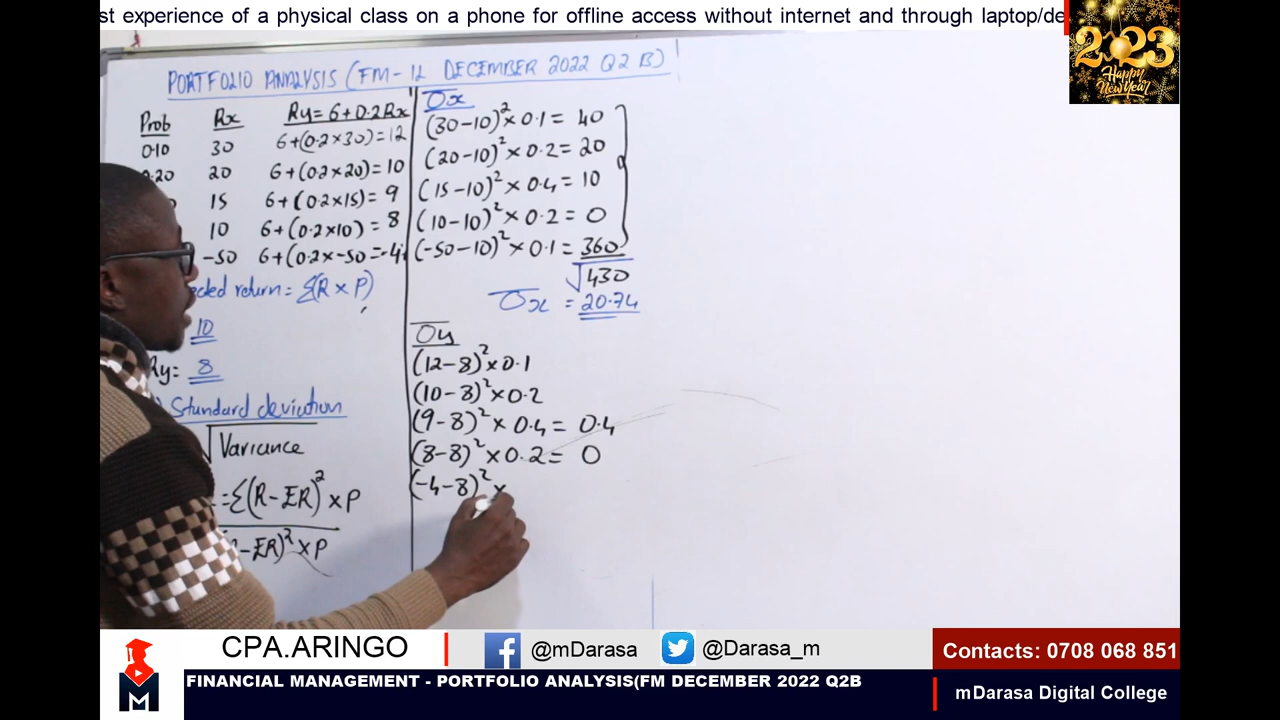 st experience of a physical class on a phone for offline access without internet and through laptop/de
2023
Happy
New Year
PORTFOLIO ANALYSIS (FM-12 DECEMBER 2022 Q2 B)
Prob Rx Ry = 6+0.2Rx
0.10 30 6+(0.2×30)=12
0.20 20 6+(0.2×20)=10
15 6+(0.2×15)=9
10 6+(0.2×10)=8
-50 6+(0.2×-50=-4
ected return = Σ(R×P)
10
Ry= 8
Standard deviation
√Variance
=Σ(R-ER)²×P
-ER)²×P
σx
(30-10)²×0.1= 40
(20-10)²×0.2= 20
(15-10)²×0.4= 10
(10-10)²×0.2= 0
(-50-10)²×0.1= 360
√430
σx = 20.74
σy
(12-8)²×0.1
(10-8)²×0.2
(9-8)²×0.4= 0.4
(8-8)²×0.2= 0
(-4-8)²×
CPA.ARINGO
@mDarasa
@Darasa_m
Contacts: 0708 068 851
FINANCIAL MANAGEMENT - PORTFOLIO ANALYSIS(FM DECEMBER 2022 Q2B
mDarasa Digital College